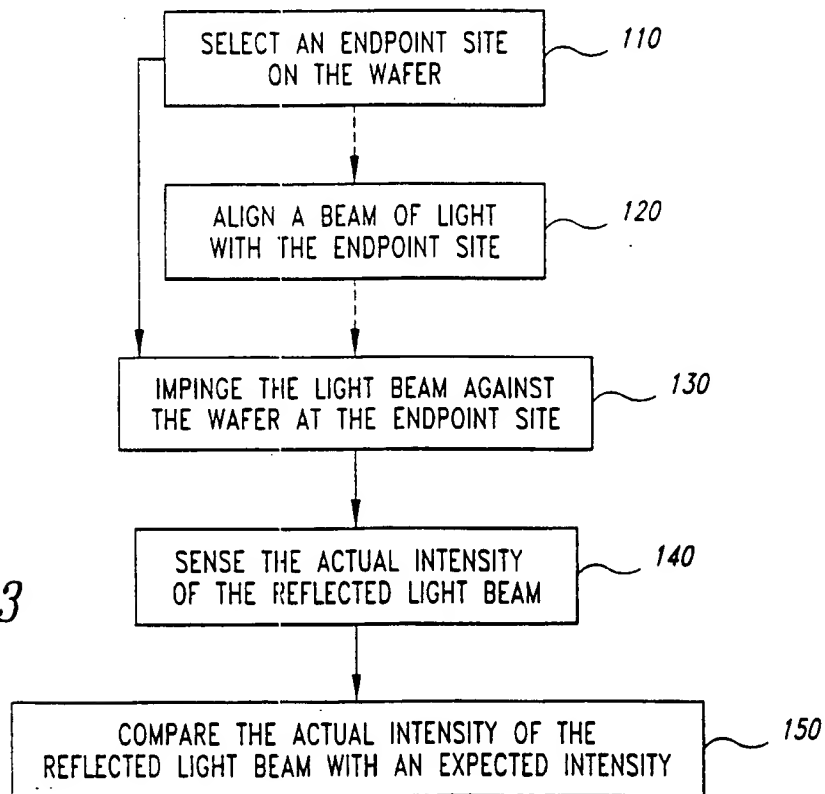 SELECT AN ENDPOINT SITE
ON THE WAFER
110
ALIGN A BEAM OF LIGHT
WITH THE ENDPOINT SITE
120
IMPINGE THE LIGHT BEAM AGAINST
THE WAFER AT THE ENDPOINT SITE
130
SENSE THE ACTUAL INTENSITY
OF THE REFLECTED LIGHT BEAM
140
3
COMPARE THE ACTUAL INTENSITY OF THE
REFLECTED LIGHT BEAM WITH AN EXPECTED INTENSITY
150